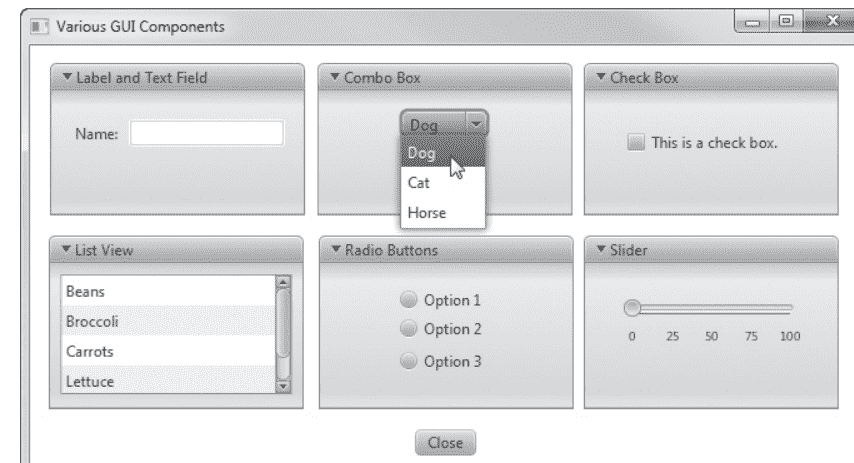 Various GUI Components
Label and Text Field
Name:
Combo Box
Dog
Dog
Cat
Horse
Check Box
This is a check box.
List View
Beans
Broccoli
Carrots
Lettuce
Radio Buttons
Option 1
Option 2
Option 3
Slider
0 25 50 75 100
Close